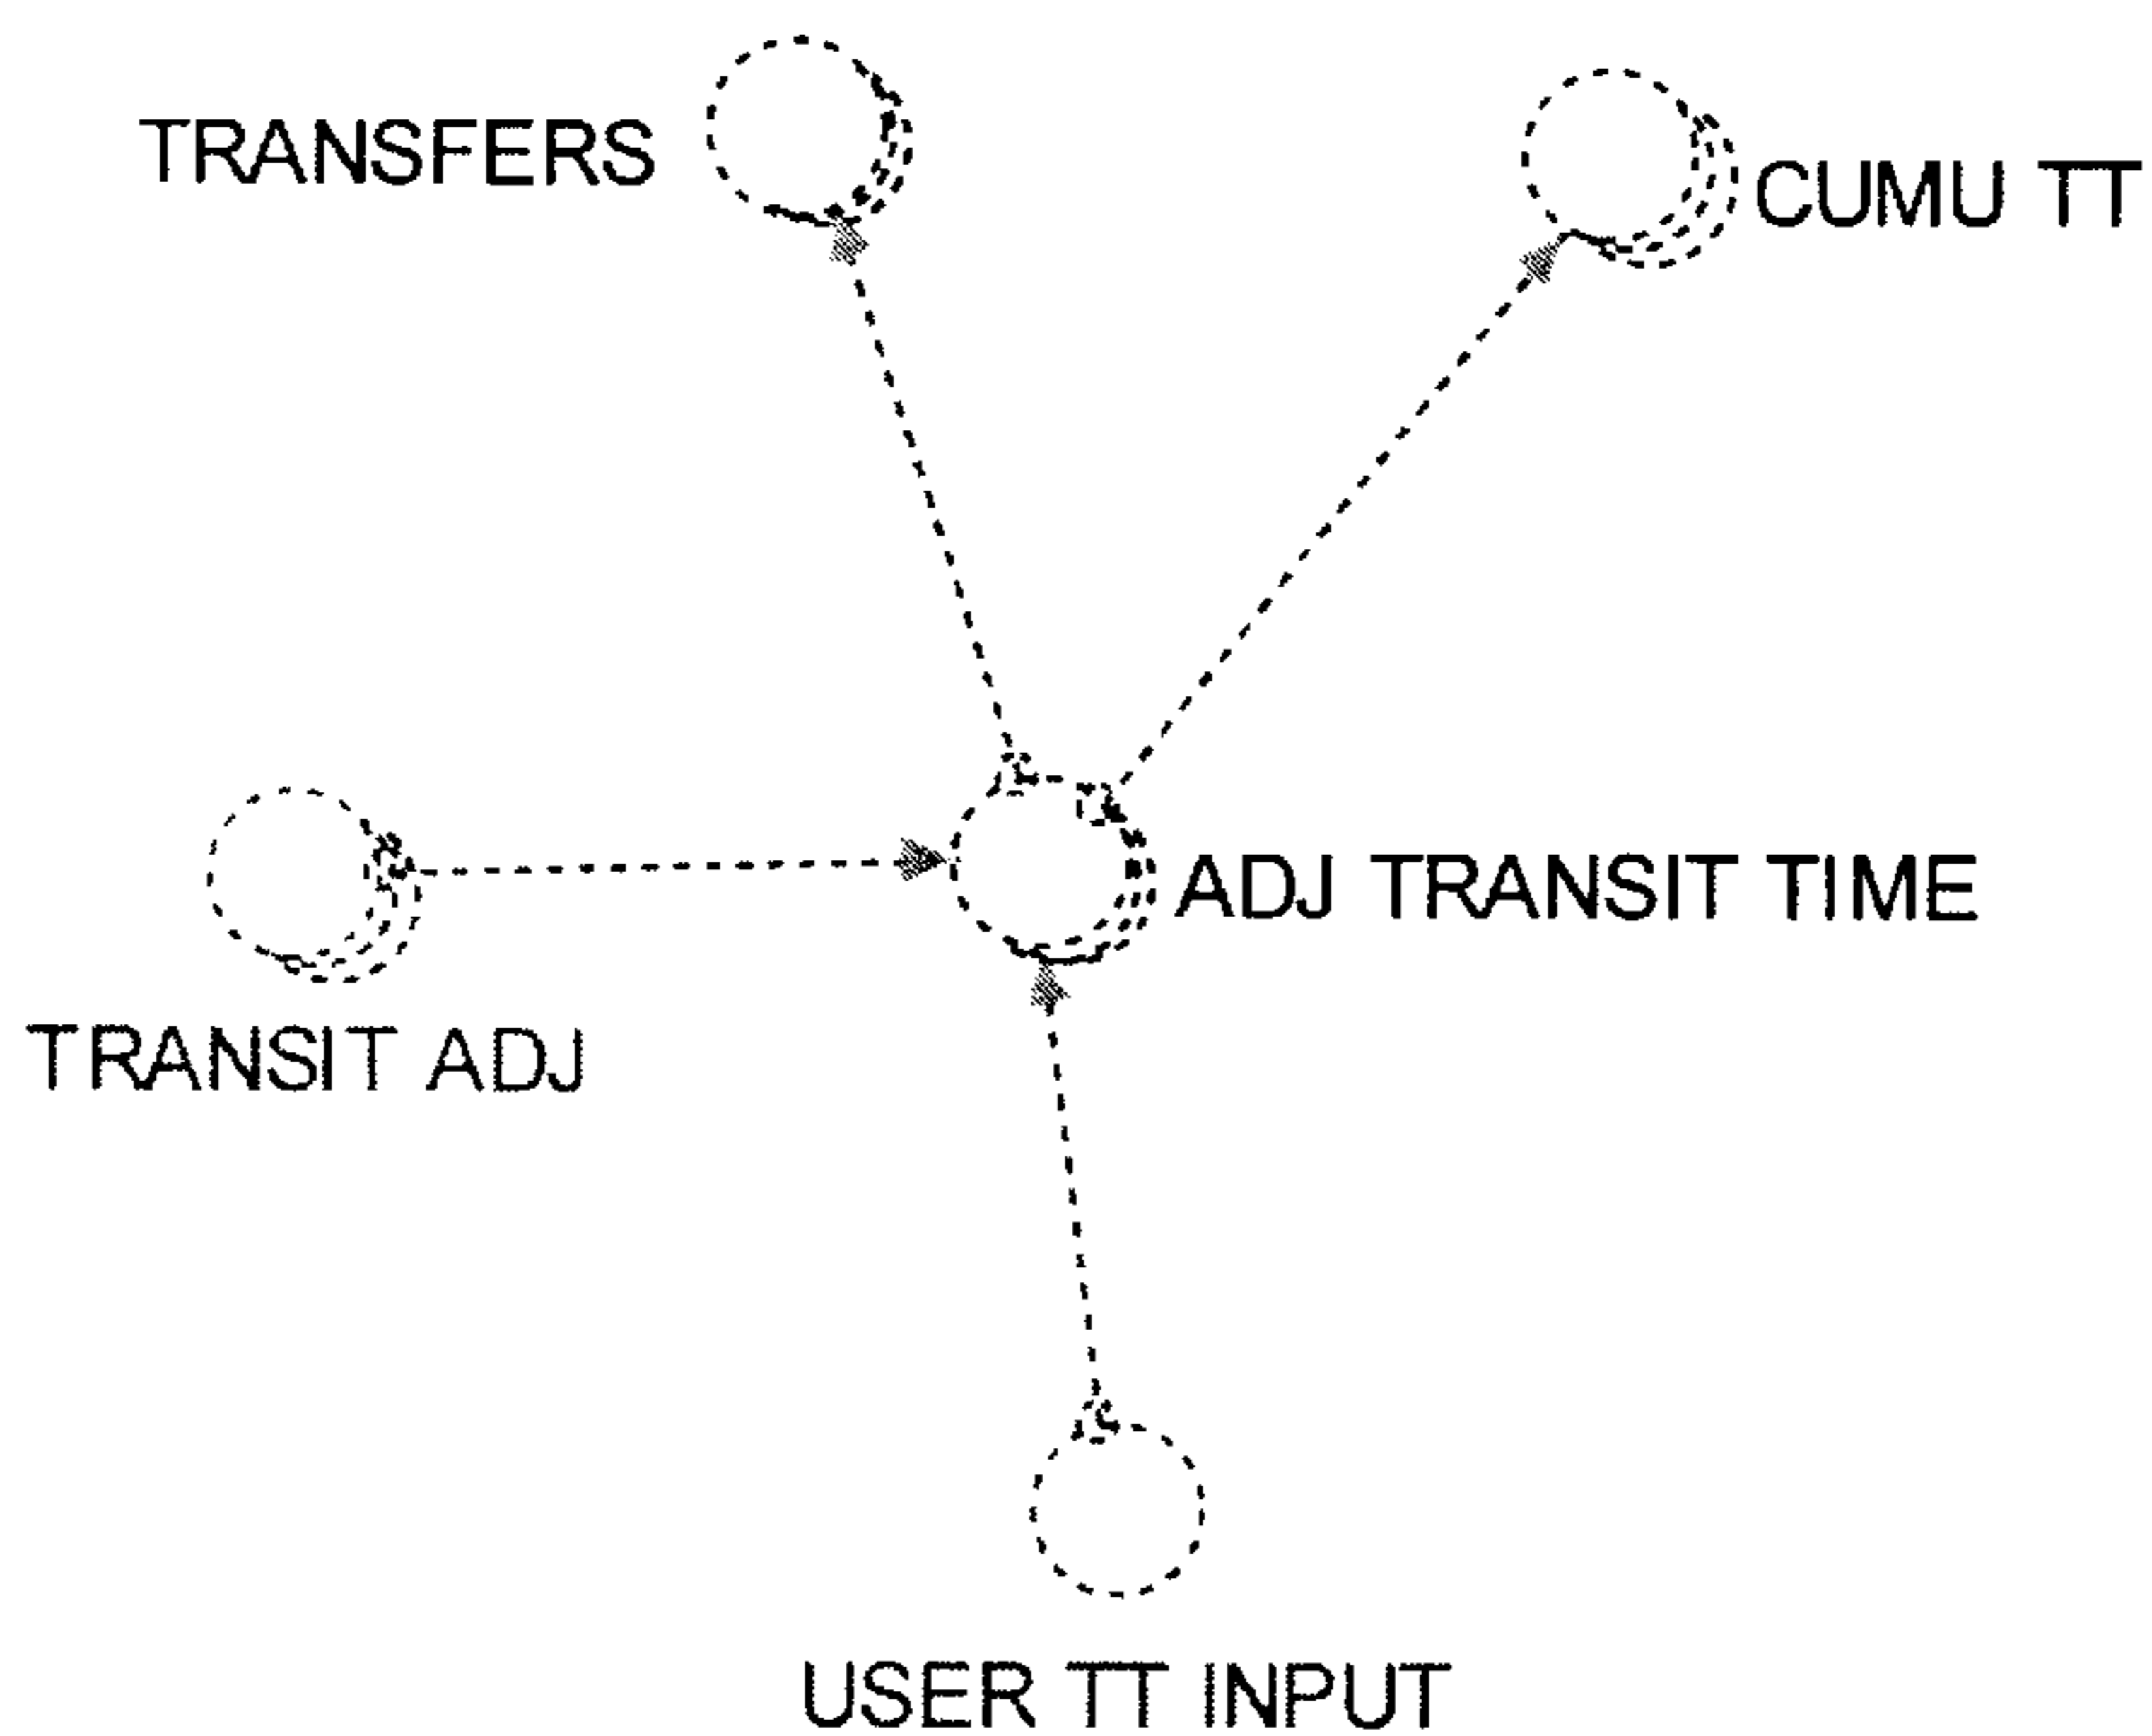 TRANSFERS
CUMU TT
ADJ TRANSIT TIME
TRANSIT ADJ
USER TT INPUT